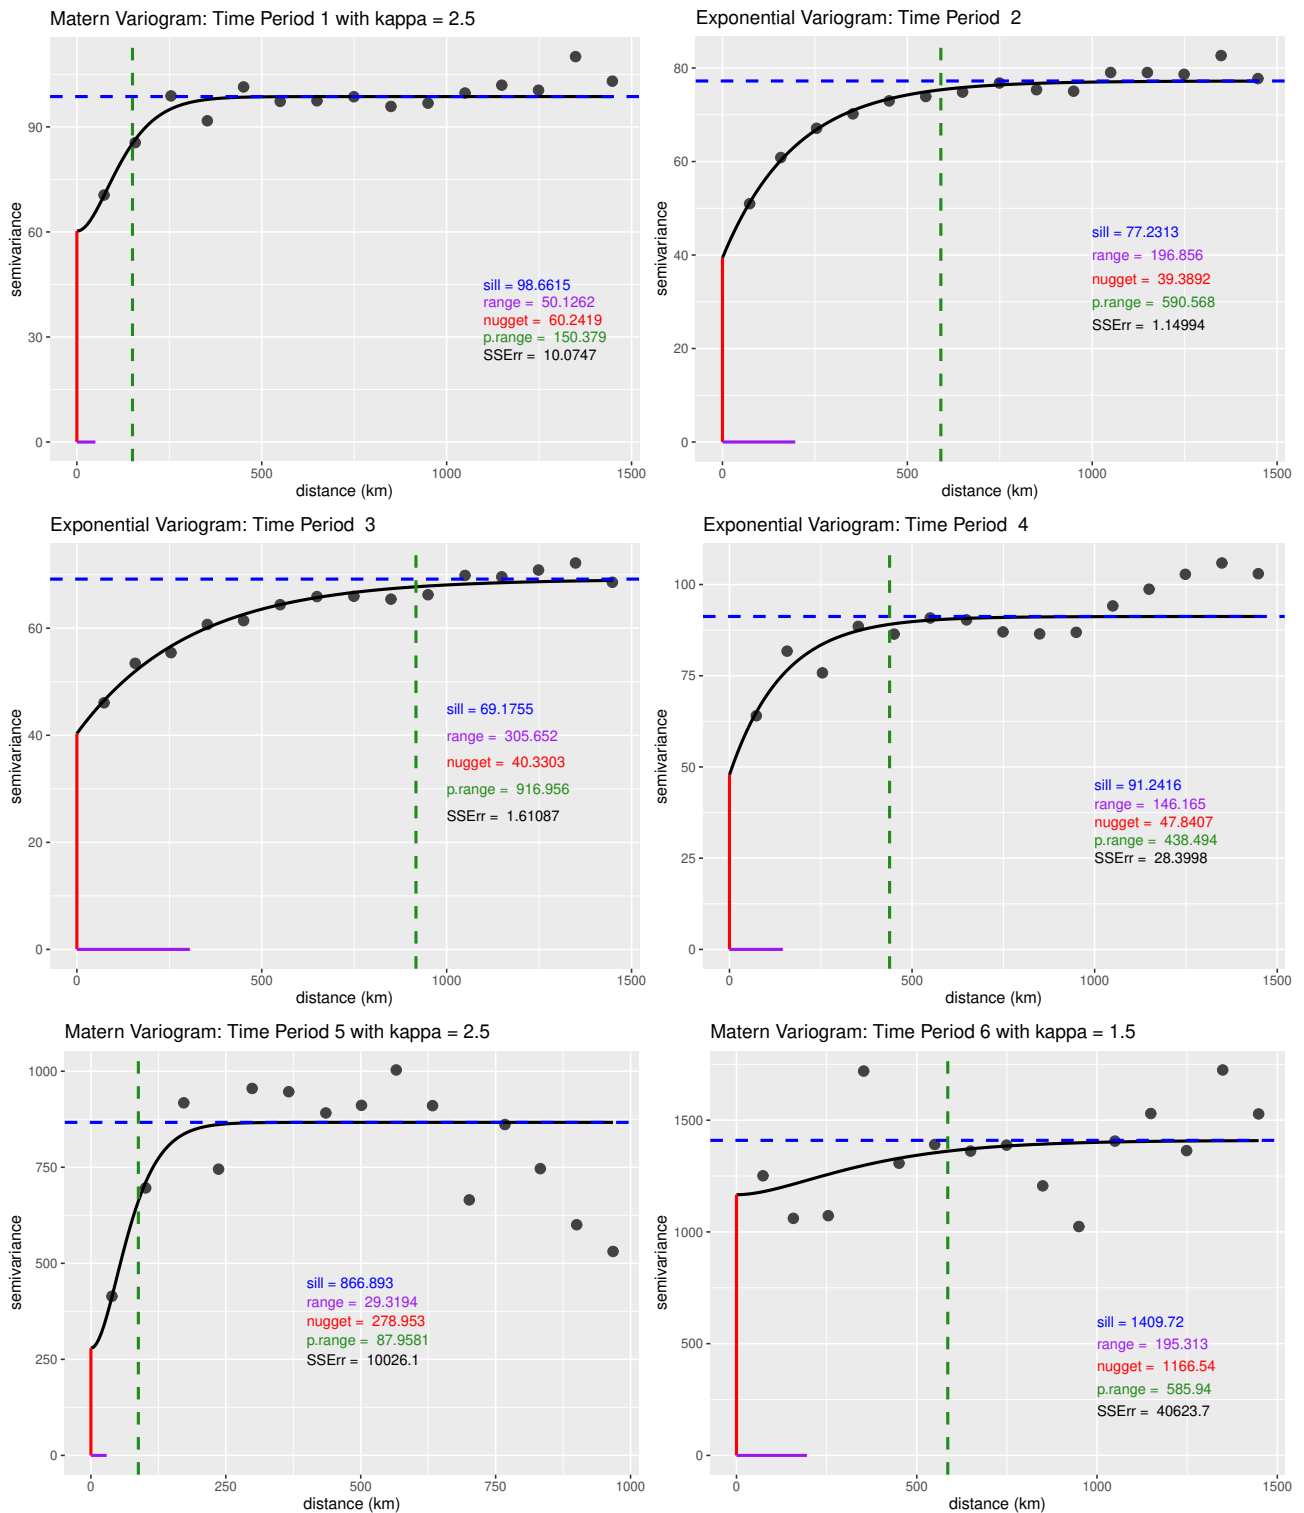 Matern Variogram: Time Period 1 with kappa = 2.5
semivariance
90
60
30
0
sill = 98.6615
range = 50.1262
nugget = 60.2419
p.range = 150.379
SSErr = 10.0747
0 500 1000 1500
distance (km)
Exponential Variogram: Time Period 2
semivariance
80
60
40
20
0
sill = 77.2313
range = 196.856
nugget = 39.3892
p.range = 590.568
SSErr = 1.14994
0 500 1000 1500
distance (km)
Exponential Variogram: Time Period 3
semivariance
60
40
20
0
sill = 69.1755
range = 305.652
nugget = 40.3303
p.range = 916.956
SSErr = 1.61087
0 500 1000 1500
distance (km)
Exponential Variogram: Time Period 4
semivariance
100
75
50
25
0
sill = 91.2416
range = 146.165
nugget = 47.8407
p.range = 438.494
SSErr = 28.3998
0 500 1000 1500
distance (km)
Matern Variogram: Time Period 5 with kappa = 2.5
semivariance
1000
750
500
250
0
sill = 866.893
range = 29.3194
nugget = 278.953
p.range = 87.9581
SSErr = 10026.1
0 250 500 750 1000
distance (km)
Matern Variogram: Time Period 6 with kappa = 1.5
semivariance
1500
1000
500
0
sill = 1409.72
range = 195.313
nugget = 1166.54
p.range = 585.94
SSErr = 40623.7
0 500 1000 1500
distance (km)